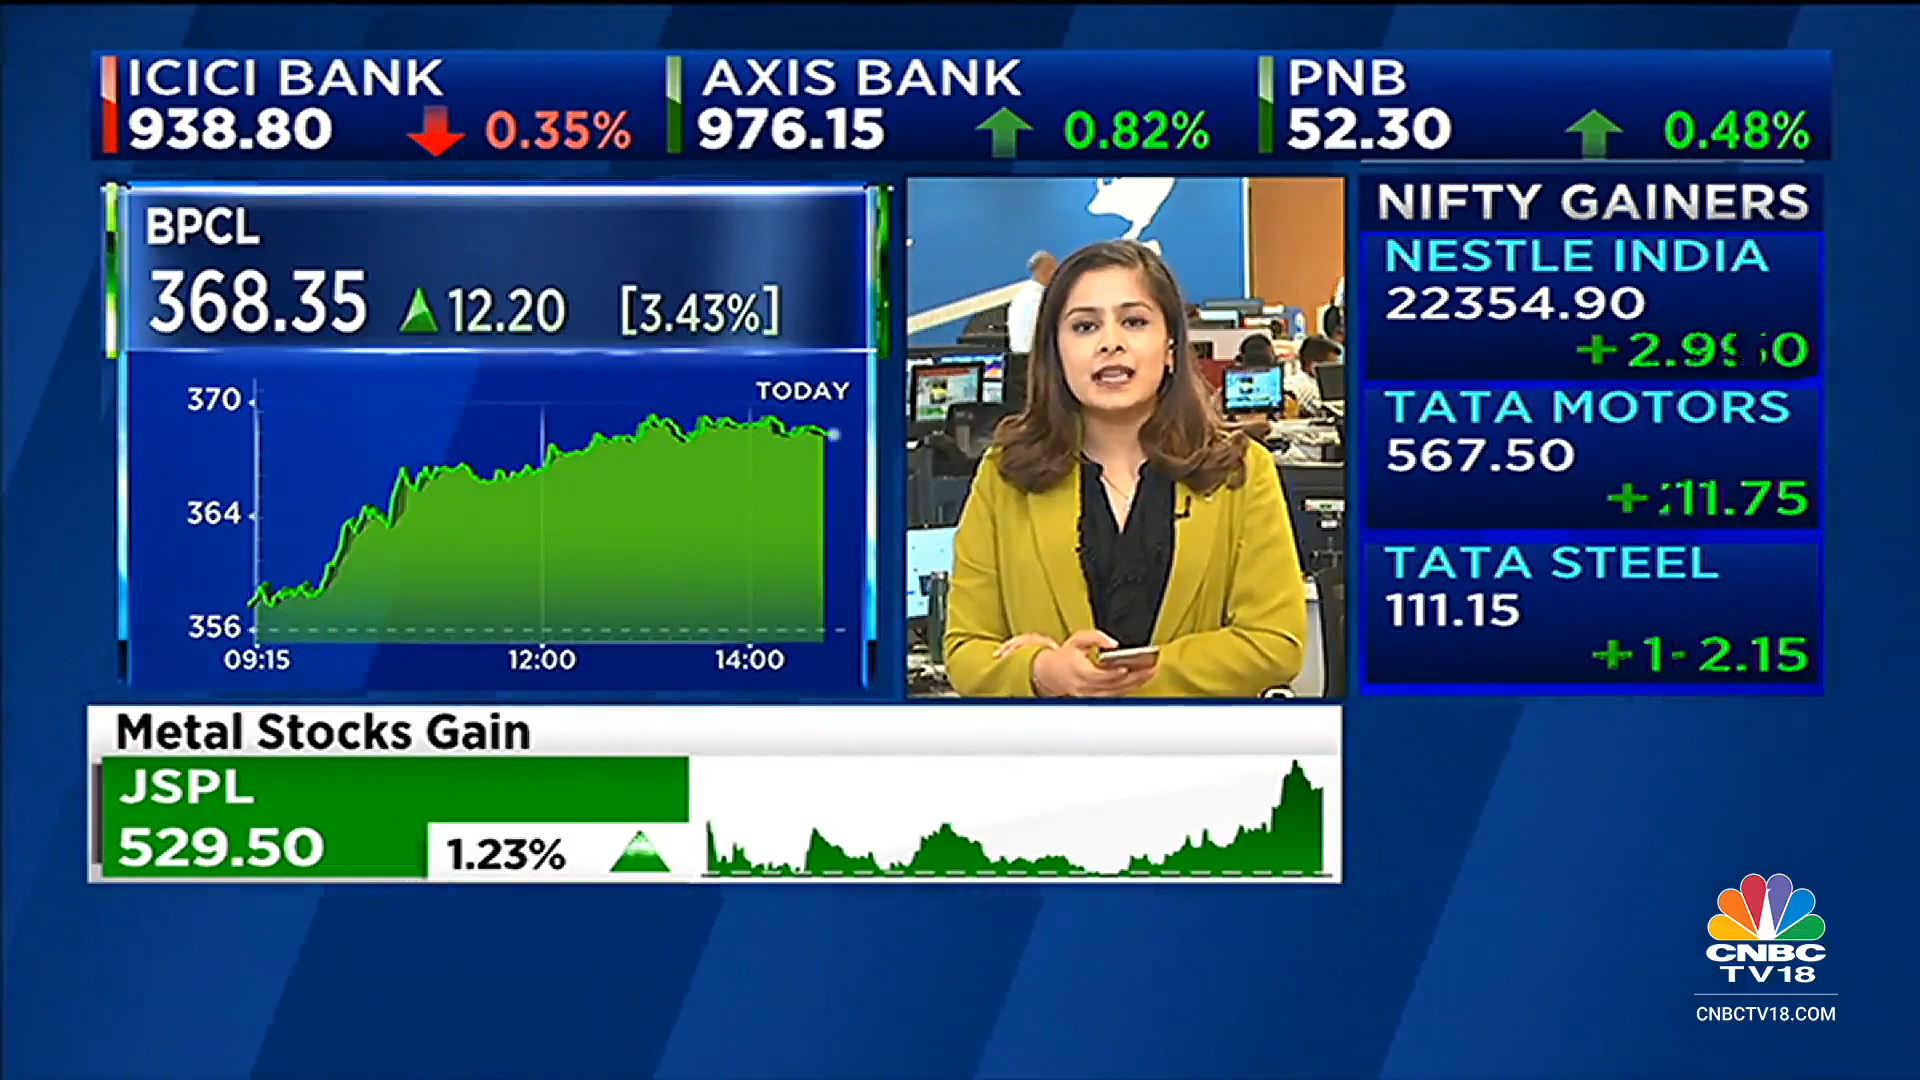 ICICI BANK
938.80 0.35%
AXIS BANK
976.15 0.82%
PNB
52.30 0.48%
BPCL
368.35 12.20 [3.43%]
TODAY
370
364
356
09:15 12:00 14:00
NIFTY GAINERS
NESTLE INDIA
22354.90
TATA MOTORS
567.50
TATA STEEL
111.15
Metal Stocks Gain
JSPL
529.50 1.23%
CNBC
TV18
CNBCTV18.COM